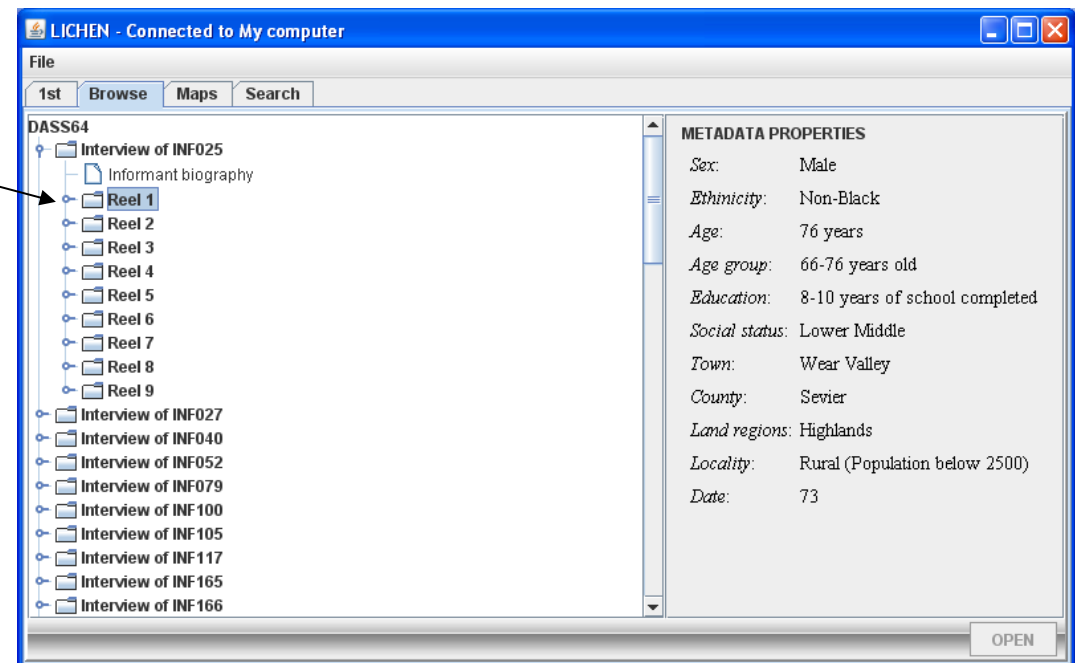 LICHEN - Connected to My computer
File
1st Browse Maps Search
DASS64
Interview of INF025
Informant biography
Reel 1
Reel 2
Reel 3
Reel 4
Reel 5
Reel 6
Reel 7
Reel 8
Reel 9
Interview of INF027
Interview of INF040
Interview of INF052
Interview of INF079
Interview of INF100
Interview of INF105
Interview of INF117
Interview of INF165
Interview of INF166
METADATA PROPERTIES
Sex: Male
Ethinicity: Non-Black
Age: 76 years
Age group: 66-76 years old
Education: 8-10 years of school completed
Social status: Lower Middle
Town: Wear Valley
County: Sevier
Land regions: Highlands
Locality: Rural (Population below 2500)
Date: 73
OPEN